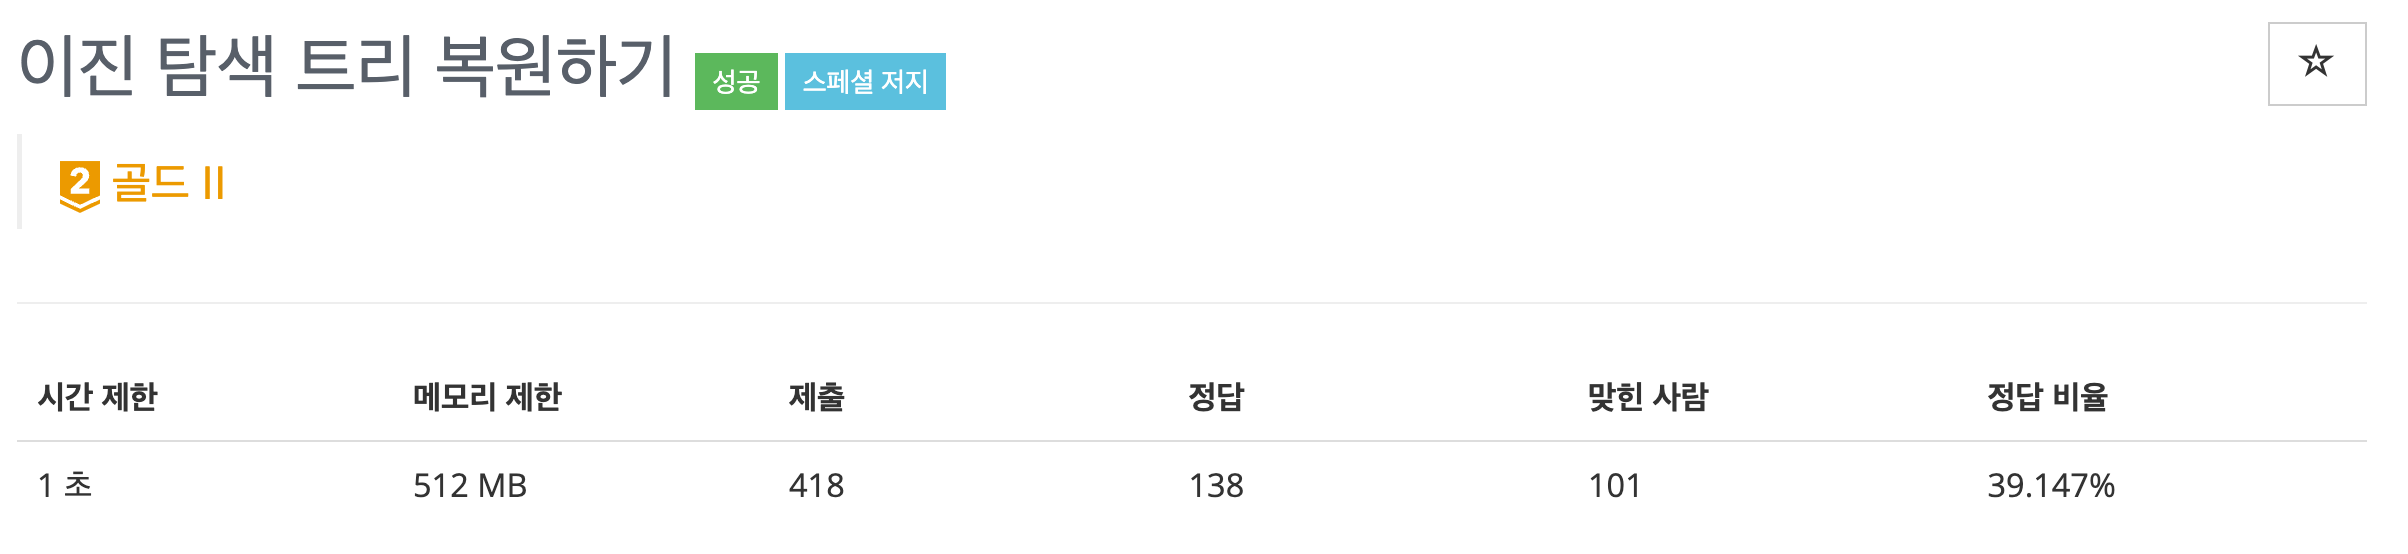 이진 탐색 트리 복원하기 성공 스페셜 저지
2 골드 II
시간 제한 메모리 제한 제출 정답 맞힌 사람 정답 비율
1 초 512 MB 418 138 101 39.147%